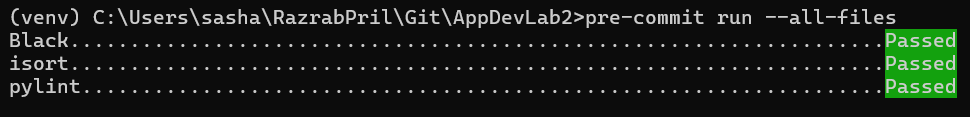 (venv) C:\Users\sasha\RazrabPril\Git\AppDevLab2>pre-commit run --all-files
Black....................................................................Passed
isort....................................................................Passed
pylint...................................................................Passed